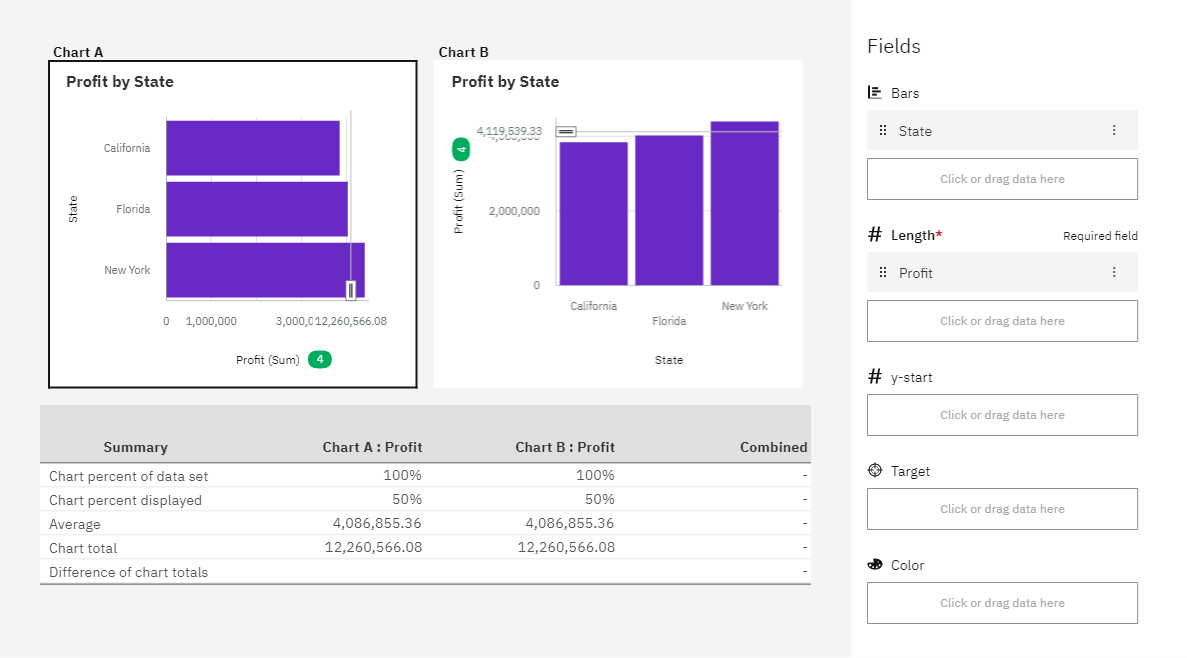 Chart A
Profit by State
California
Florida
New York
State
0 1,000,000 3,000,012,260,566.08
Profit (Sum) 4
Chart B
Profit by State
4,119,539.33
2,000,000
0
Profit (Sum) 4
California
Florida
New York
State
Summary Chart A : Profit Chart B : Profit Combined
Chart percent of data set 100% 100% -
Chart percent displayed 50% 50% -
Average 4,086,855.36 4,086,855.36 -
Chart total 12,260,566.08 12,260,566.08 -
Difference of chart totals -
Fields
Bars
State
Click or drag data here
# Length* Required field
Profit
Click or drag data here
# y-start
Click or drag data here
Target
Click or drag data here
Color
Click or drag data here